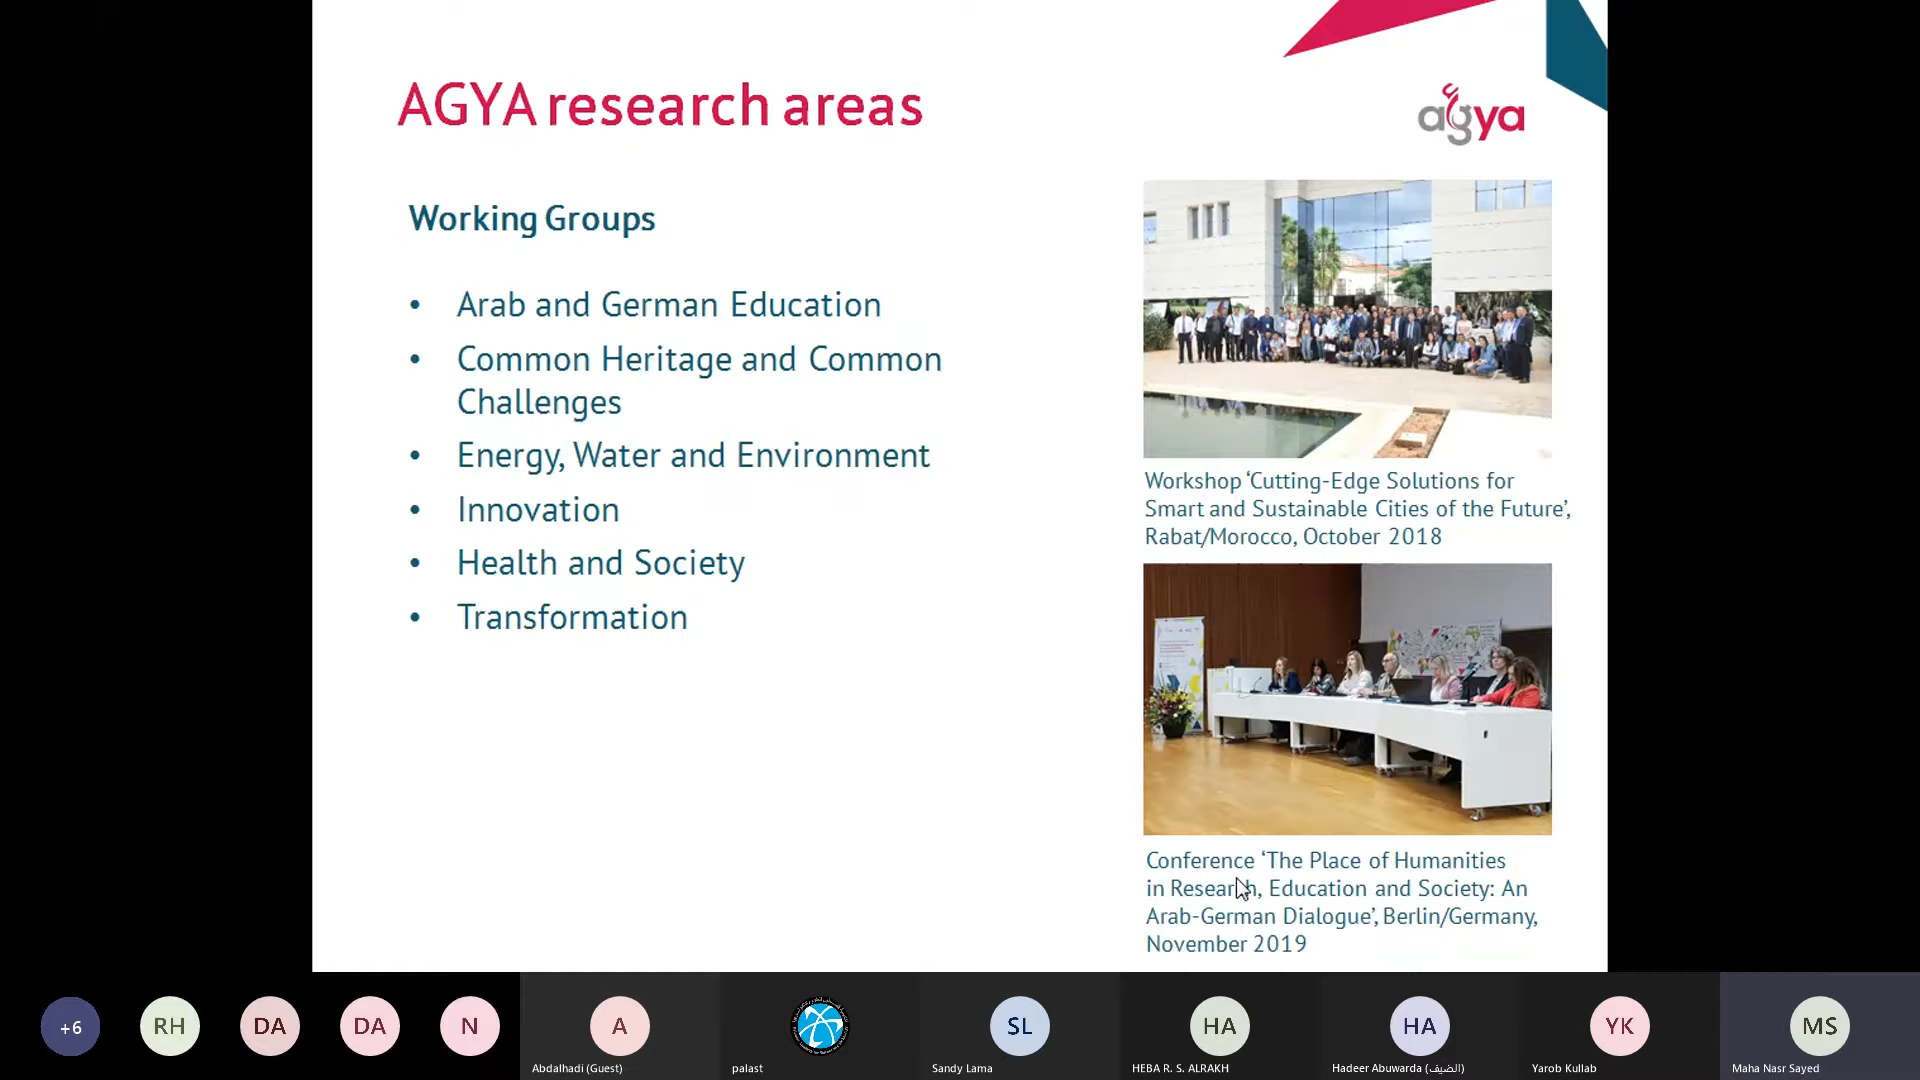 AGYA research areas
agya
Working Groups
• Arab and German Education
• Common Heritage and Common
Challenges
• Energy, Water and Environment
• Innovation
• Health and Society
• Transformation
Workshop ‘Cutting-Edge Solutions for
Smart and Sustainable Cities of the Future’,
Rabat/Morocco, October 2018
Conference ‘The Place of Humanities
in Research, Education and Society: An
Arab-German Dialogue’, Berlin/Germany,
November 2019
+6
RH
DA
DA
N
A
SL
HA
HA
YK
MS
Abdalhadi (Guest)
palast
Sandy Lama
HEBA R. S. ALRAKH
Hadeer Abuwarda (الضيف)
Yarob Kullab
Maha Nasr Sayed